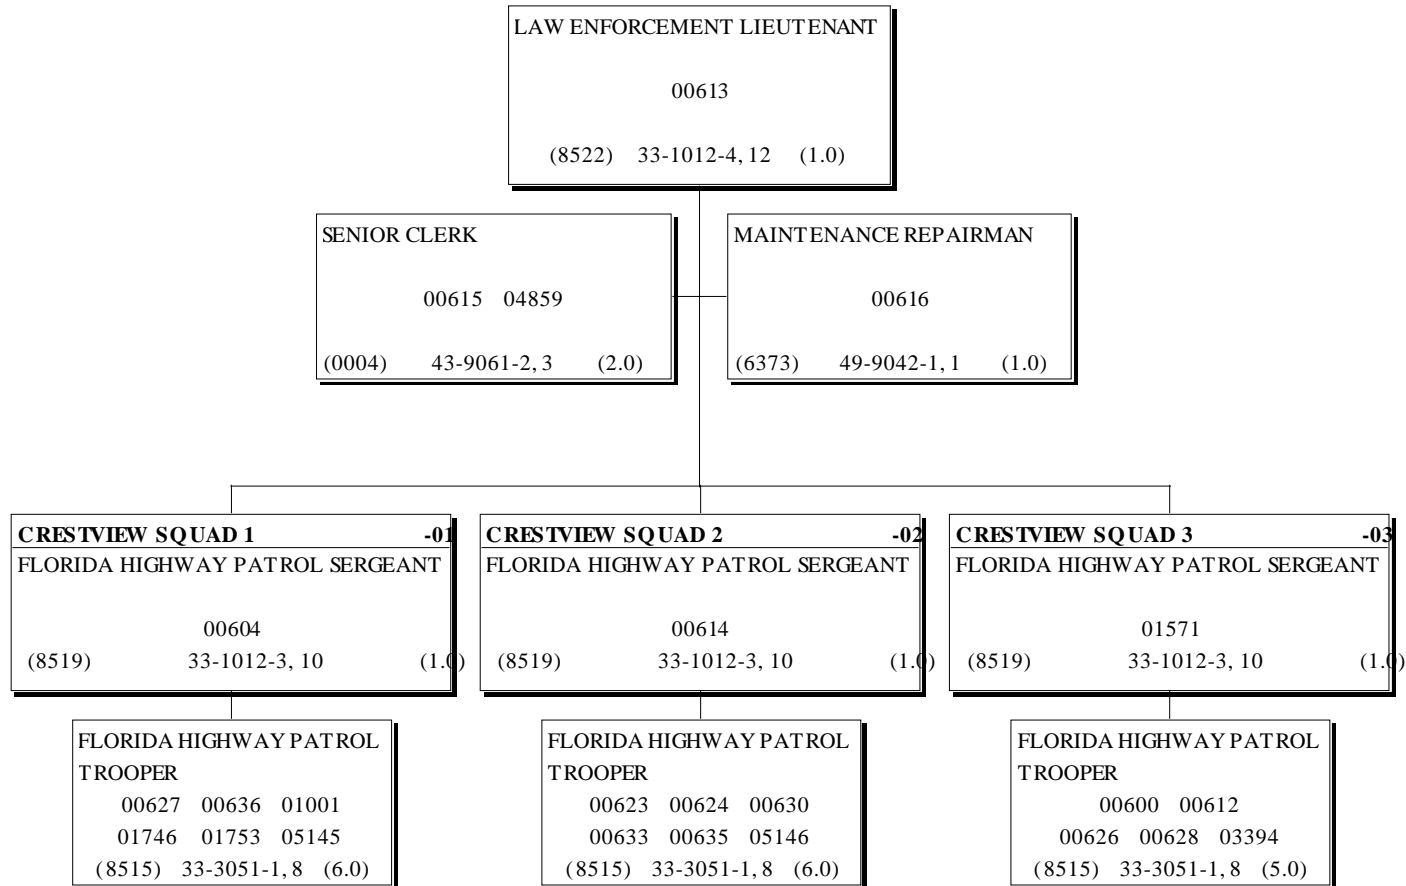 LAW ENFORCEMENT LIEUTENANT
00613
(8522) 33-1012-4, 12 (1.0)
SENIOR CLERK
00615 04859
(0004) 43-9061-2, 3 (2.0)
MAINTENANCE REPAIRMAN
00616
(6373) 49-9042-1, 1 (1.0)
CRESTVIEW SQUAD 1 -01
FLORIDA HIGHWAY PATROL SERGEANT
00604
(8519) 33-1012-3, 10 (1.0)
FLORIDA HIGHWAY PATROL
TROOPER
00627 00636 01001
01746 01753 05145
(8515) 33-3051-1, 8 (6.0)
CRESTVIEW SQUAD 2 -02
FLORIDA HIGHWAY PATROL SERGEANT
00614
(8519) 33-1012-3, 10 (1.0)
FLORIDA HIGHWAY PATROL
TROOPER
00623 00624 00630
00633 00635 05146
(8515) 33-3051-1, 8 (6.0)
CRESTVIEW SQUAD 3 -03
FLORIDA HIGHWAY PATROL SERGEANT
01571
(8519) 33-1012-3, 10 (1.0)
FLORIDA HIGHWAY PATROL
TROOPER
00600 00612
00626 00628 03394
(8515) 33-3051-1, 8 (5.0)